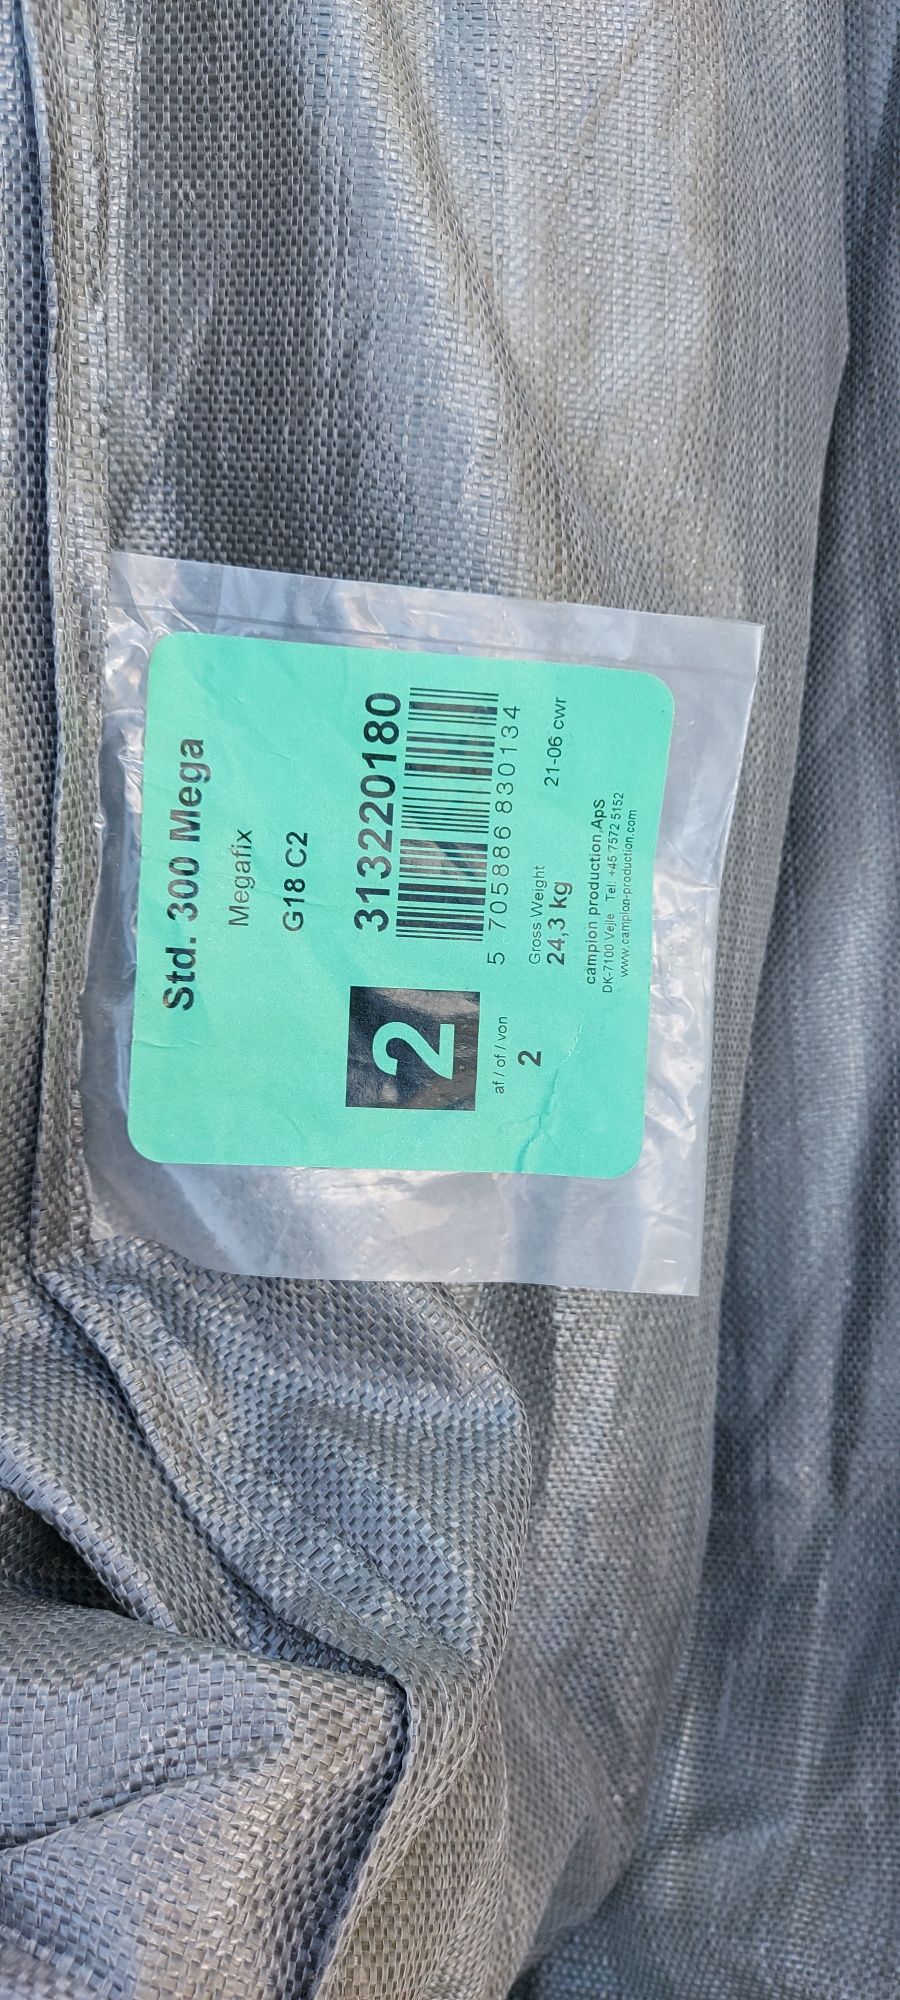 Std. 300 Mega
Megafix
G18 C2
313220180
5 705886 830134
2
af / of / von
2
Gross Weight
24,3 kg
21-06 cwr
campion production Aps
DK-7100 Vejle Tel: +45 7572 5152
www.campion-production.com